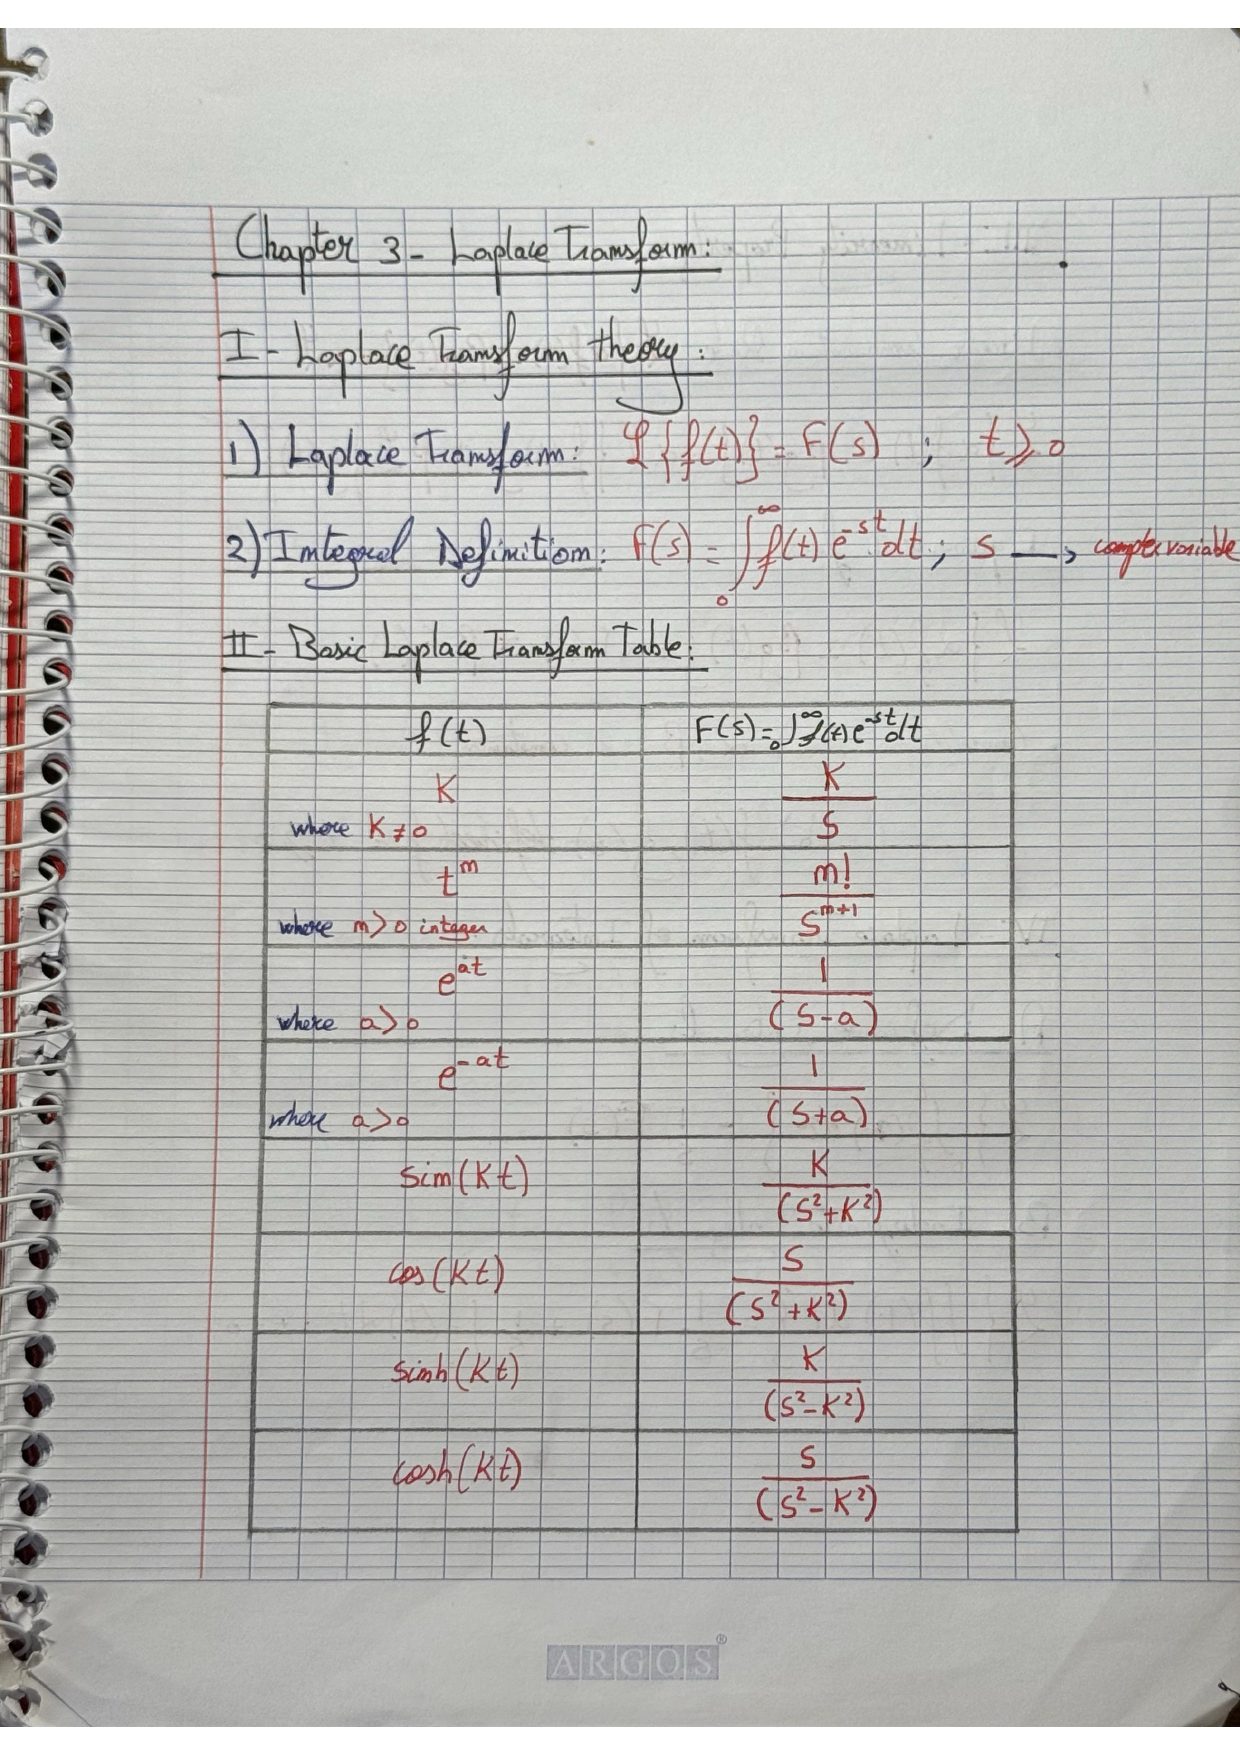 Chapter 3- Laplace Transform:
I- Laplace Transform theory:
1) Laplace Transform: ℒ{f(t)} = F(s) ; t⩾0
2) Integral Definition: F(s) = ∫₀^∞ f(t) e^-st dt ; s → complex variable
II- Basic Laplace Transform Table:
f(t) F(s) = ₀∫^∞ f(t) e^-st dt
K K/S
where K ≠ 0
t^n n!/S^n+1
where n > 0 integer
e^at 1/(S-a)
where a > 0
e^-at 1/(S+a)
where a > 0
sin(Kt) K/(S²+K²)
cos(Kt) S/(S²+K²)
sinh(Kt) K/(S²-K²)
cosh(Kt) S/(S²-K²)
ARGOS®